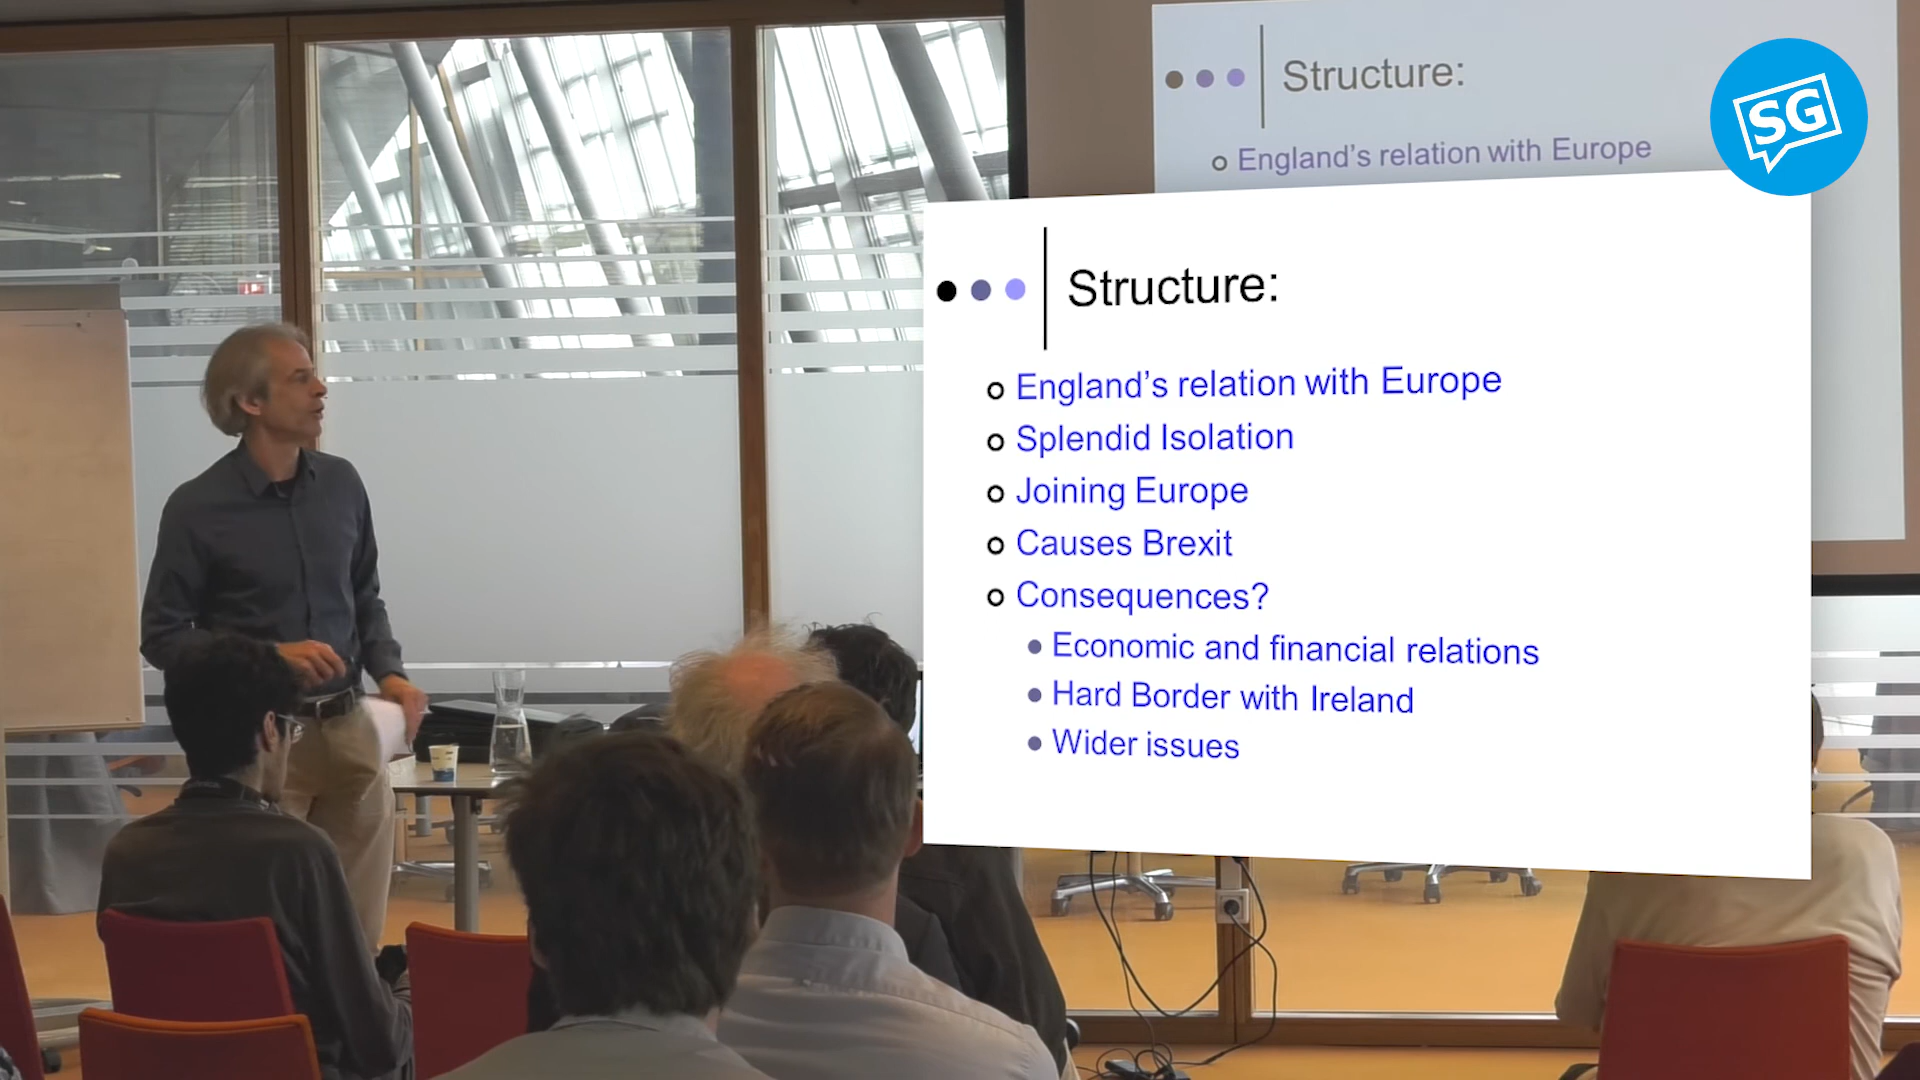 Structure:
England's relation with Europe
SG
Structure:
England's relation with Europe
Splendid Isolation
Joining Europe
Causes Brexit
Consequences?
Economic and financial relations
Hard Border with Ireland
Wider issues